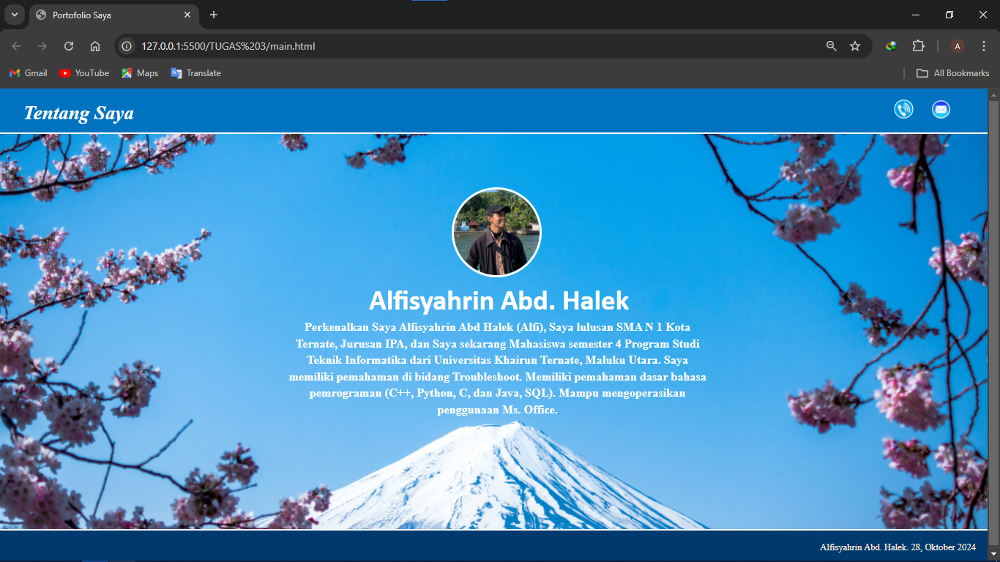 Portofolio Saya
127.0.0.1:5500/TUGAS%203/main.html
A
Gmail
YouTube
Maps
Translate
All Bookmarks
Tentang Saya
Alfisyahrin Abd. Halek
Perkenalkan Saya Alfisyahrin Abd Halek (Alfi), Saya lulusan SMA N 1 Kota
Ternate, Jurusan IPA, dan Saya sekarang Mahasiswa semester 4 Program Studi
Teknik Informatika dari Universitas Khairun Ternate, Maluku Utara. Saya
memiliki pemahaman di bidang Troubleshoot. Memiliki pemahaman dasar bahasa
pemrograman (C++, Python, C, dan Java, SQL). Mampu mengoperasikan
penggunaan Ms. Office.
Alfisyahrin Abd. Halek. 28, Oktober 2024